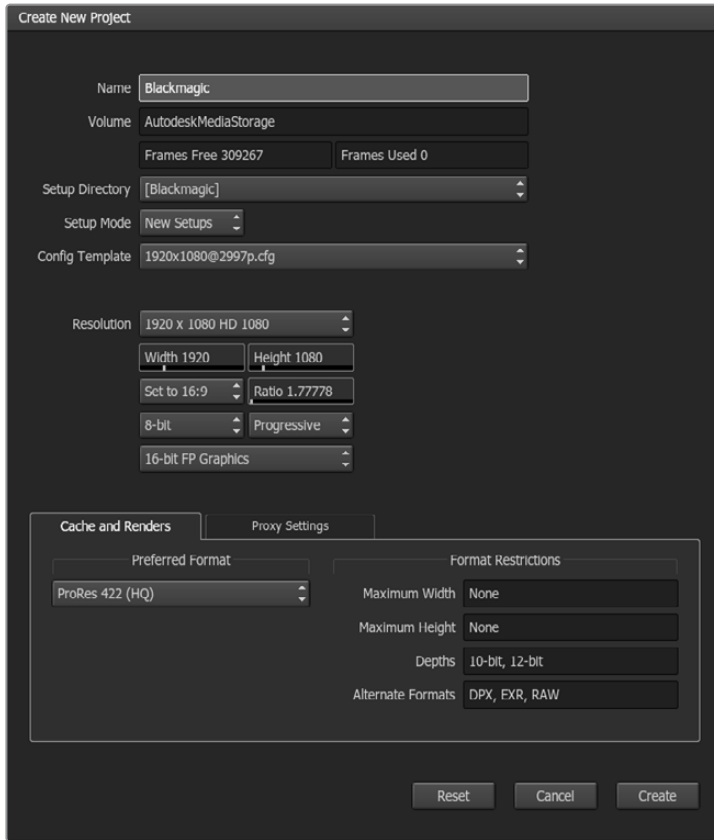 Create New Project
Name Blackmagic
Volume AutodeskMediaStorage
Frames Free 309267 Frames Used 0
Setup Directory [Blackmagic]
Setup Mode New Setups
Config Template 1920x1080@2997p.cfg
Resolution 1920 x 1080 HD 1080
Width 1920 Height 1080
Set to 16:9 Ratio 1.77778
8-bit Progressive
16-bit FP Graphics
Cache and Renders Proxy Settings
Preferred Format Format Restrictions
ProRes 422 (HQ) Maximum Width None
Maximum Height None
Depths 10-bit, 12-bit
Alternate Formats DPX, EXR, RAW
Reset Cancel Create